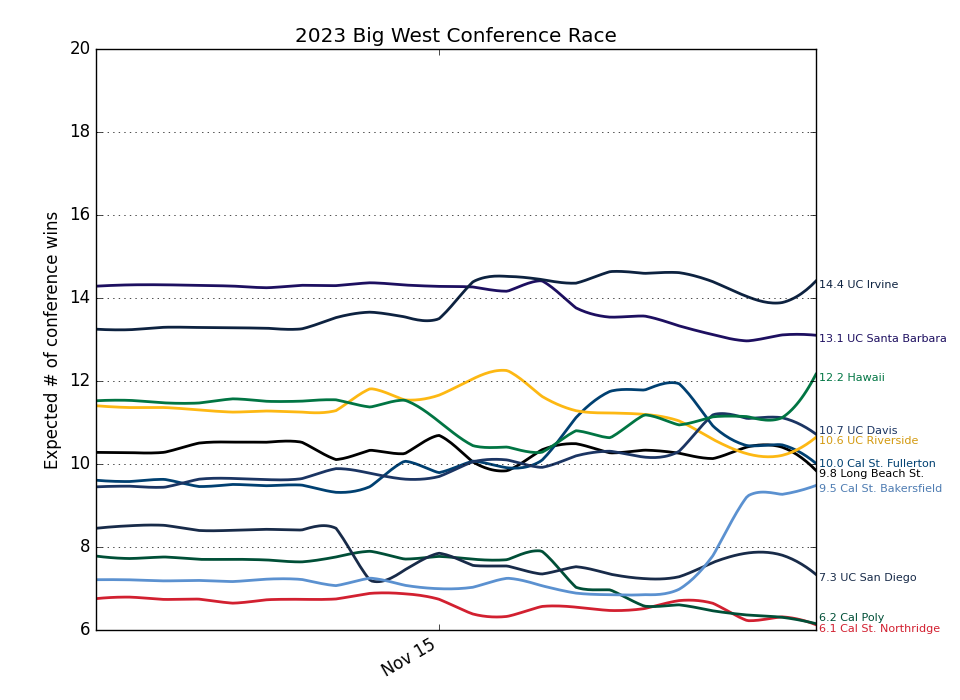 2023 Big West Conference Race
Expected # of conference wins
20
18
16
14
12
10
8
6
Nov 15
14.4 UC Irvine
13.1 UC Santa Barbara
12.2 Hawaii
10.7 UC Davis
10.6 UC Riverside
10.0 Cal St. Fullerton
9.8 Long Beach St.
9.5 Cal St. Bakersfield
7.3 UC San Diego
6.2 Cal Poly
6.1 Cal St. Northridge